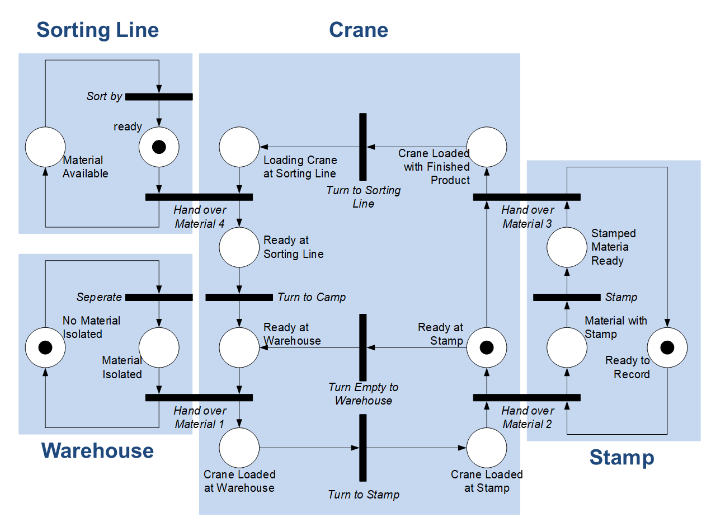 Sorting Line
Crane
Sort by
ready
Material
Available
Loading Crane
at Sorting Line
Crane Loaded
with Finished
Product
Turn to Sorting
Line
Hand over
Material 4
Hand over
Material 3
Ready at
Sorting Line
Stamped
Materia
Ready
Seperate
Turn to Camp
Stamp
No Material
Isolated
Material
Isolated
Ready at
Warehouse
Ready at
Stamp
Material with
Stamp
Ready to
Record
Turn Empty to
Warehouse
Hand over
Material 1
Hand over
Material 2
Warehouse
Stamp
Crane Loaded
at Warehouse
Turn to Stamp
Crane Loaded
at Stamp